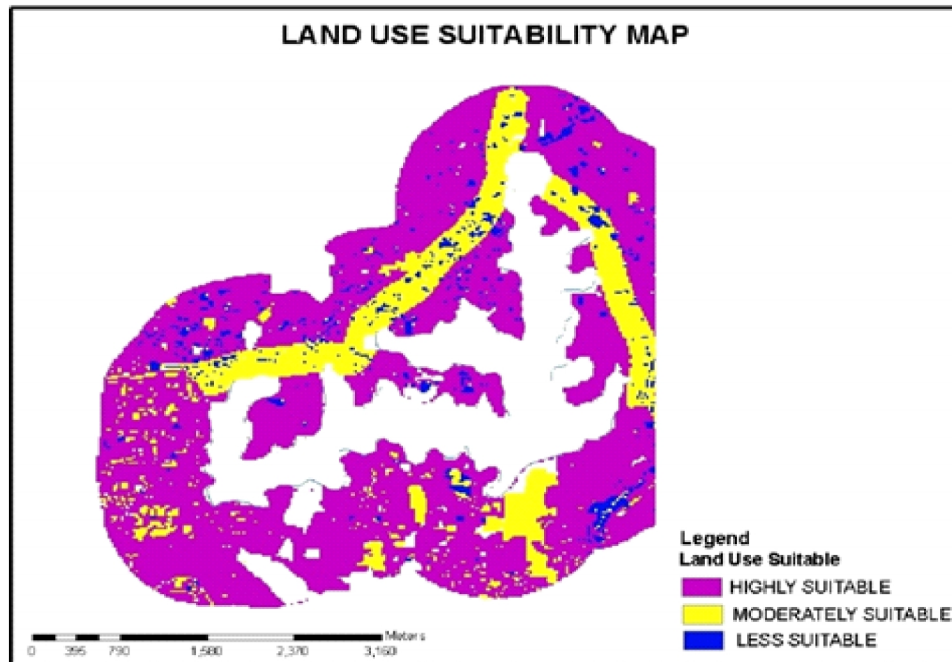 LAND USE SUITABILITY MAP
Legend
Land Use Suitable
HIGHLY SUITABLE
MODERATELY SUITABLE
LESS SUITABLE
Meters
0 395 790 1,580 2,370 3,160